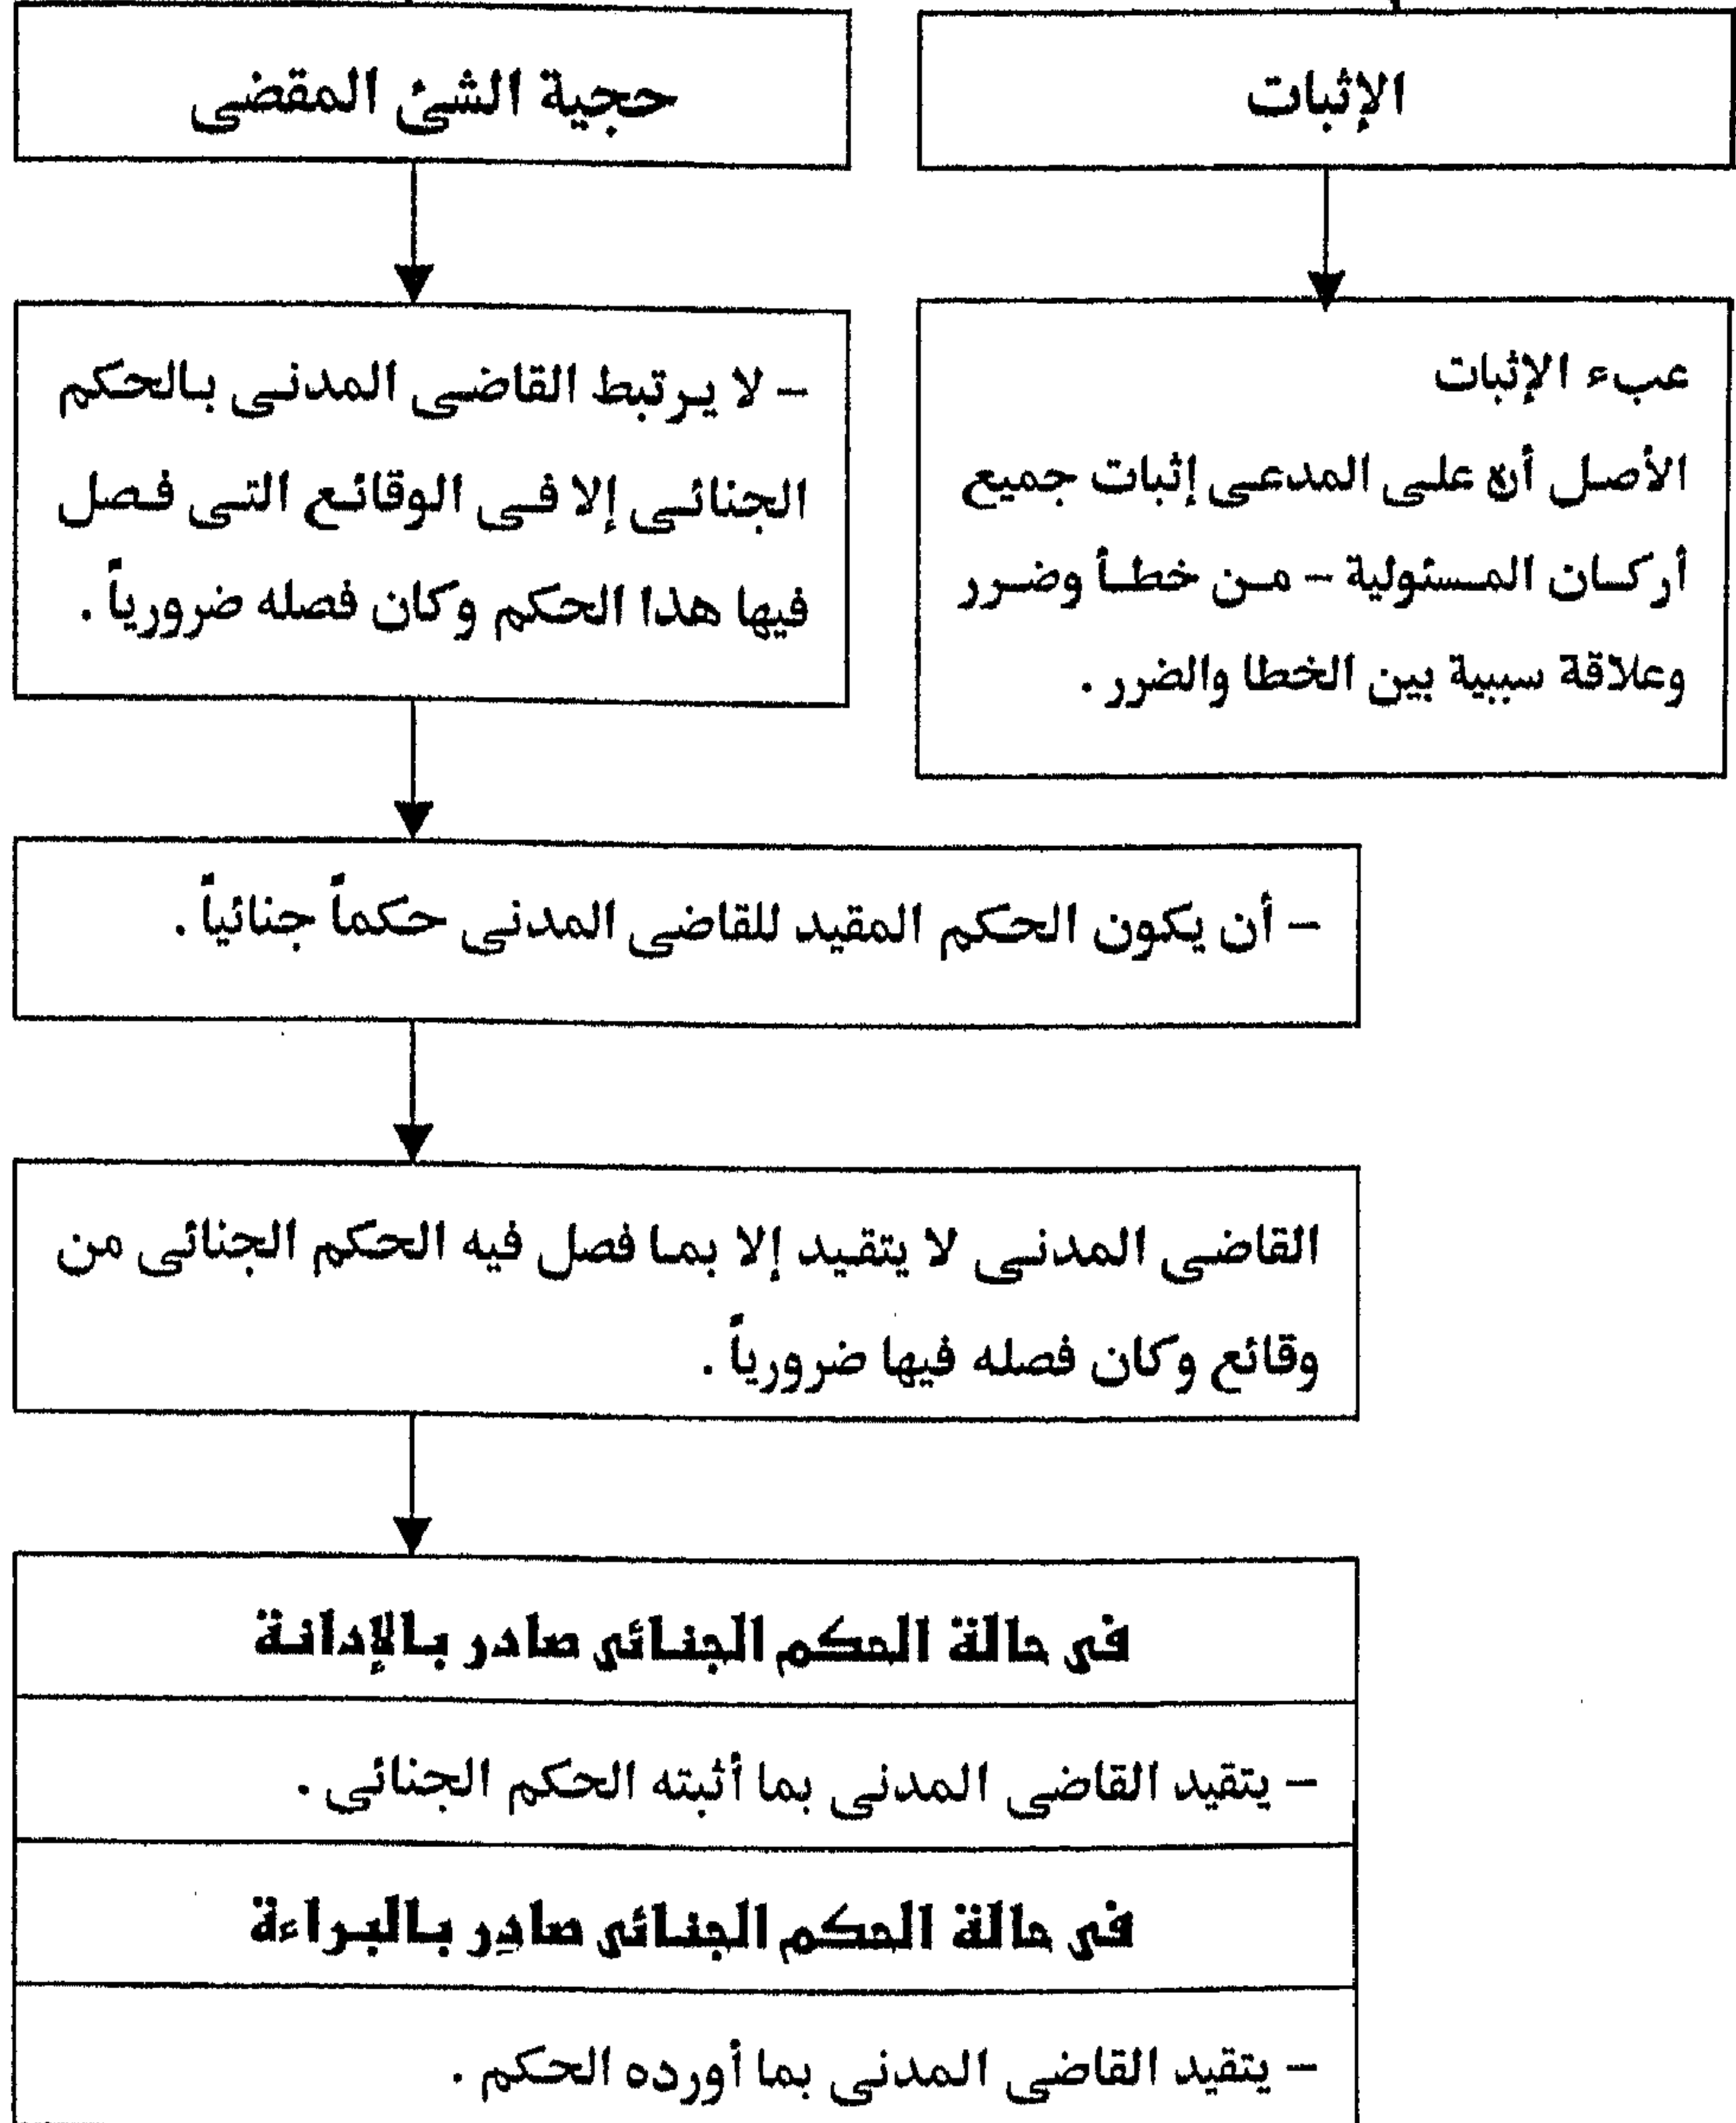 الإثبات
عبء الإثبات
الأصل أن على المدعى إثبات جميع
أركان المسئولية – من خطأ وضرر
وعلاقة سببية بين الخطا والضرر .
حجية الشئ المقضى
– لا يرتبط القاضى المدنى بالحكم
الجنائى إلا فى الوقائع التى فصل
فيها هذا الحكم وكان فصله ضرورياً .
– أن يكون الحكم المقيد للقاضى المدنى حكماً جنائياً .
القاضى المدنى لا يتقيد إلا بما فصل فيه الحكم الجنائى من
وقائع وكان فصله فيها ضرورياً .
فى حالة الحكم الجنائى صادر بالإدانة
– يتقيد القاضى المدنى بما أثبته الحكم الجنائى .
فى حالة الحكم الجنائى صادر بالبراءة
– يتقيد القاضى المدنى بما أورده الحكم .